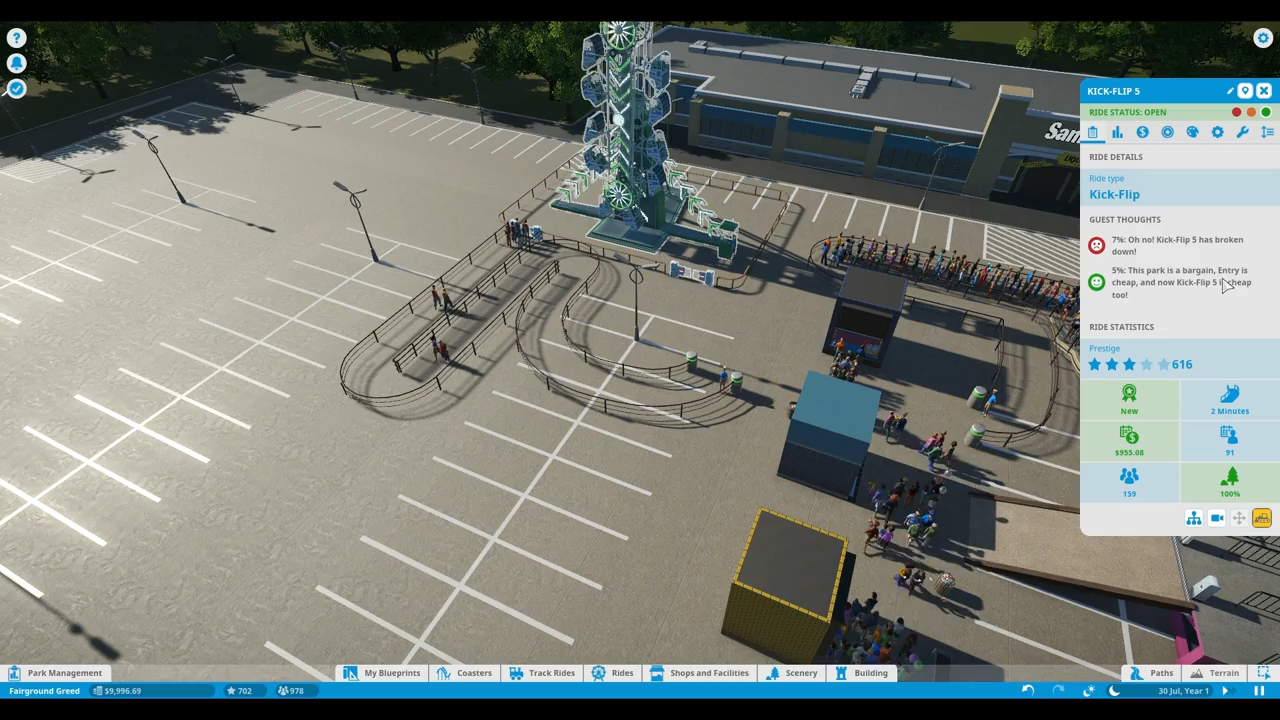 KICK-FLIP 5
RIDE STATUS: OPEN
RIDE DETAILS
Ride type
Kick-Flip
GUEST THOUGHTS
7%: Oh no! Kick-Flip 5 has broken
down!
5%: This park is a bargain, Entry is
cheap, and now Kick-Flip 5 is cheap
too!
RIDE STATISTICS
Prestige
616
New
2 Minutes
$955.08
91
159
100%
Sam
Park Management
My Blueprints
Coasters
Track Rides
Rides
Shops and Facilities
Scenery
Building
Paths
Terrain
Fairground Greed
$9,996.69
702
978
30 Jul, Year 1